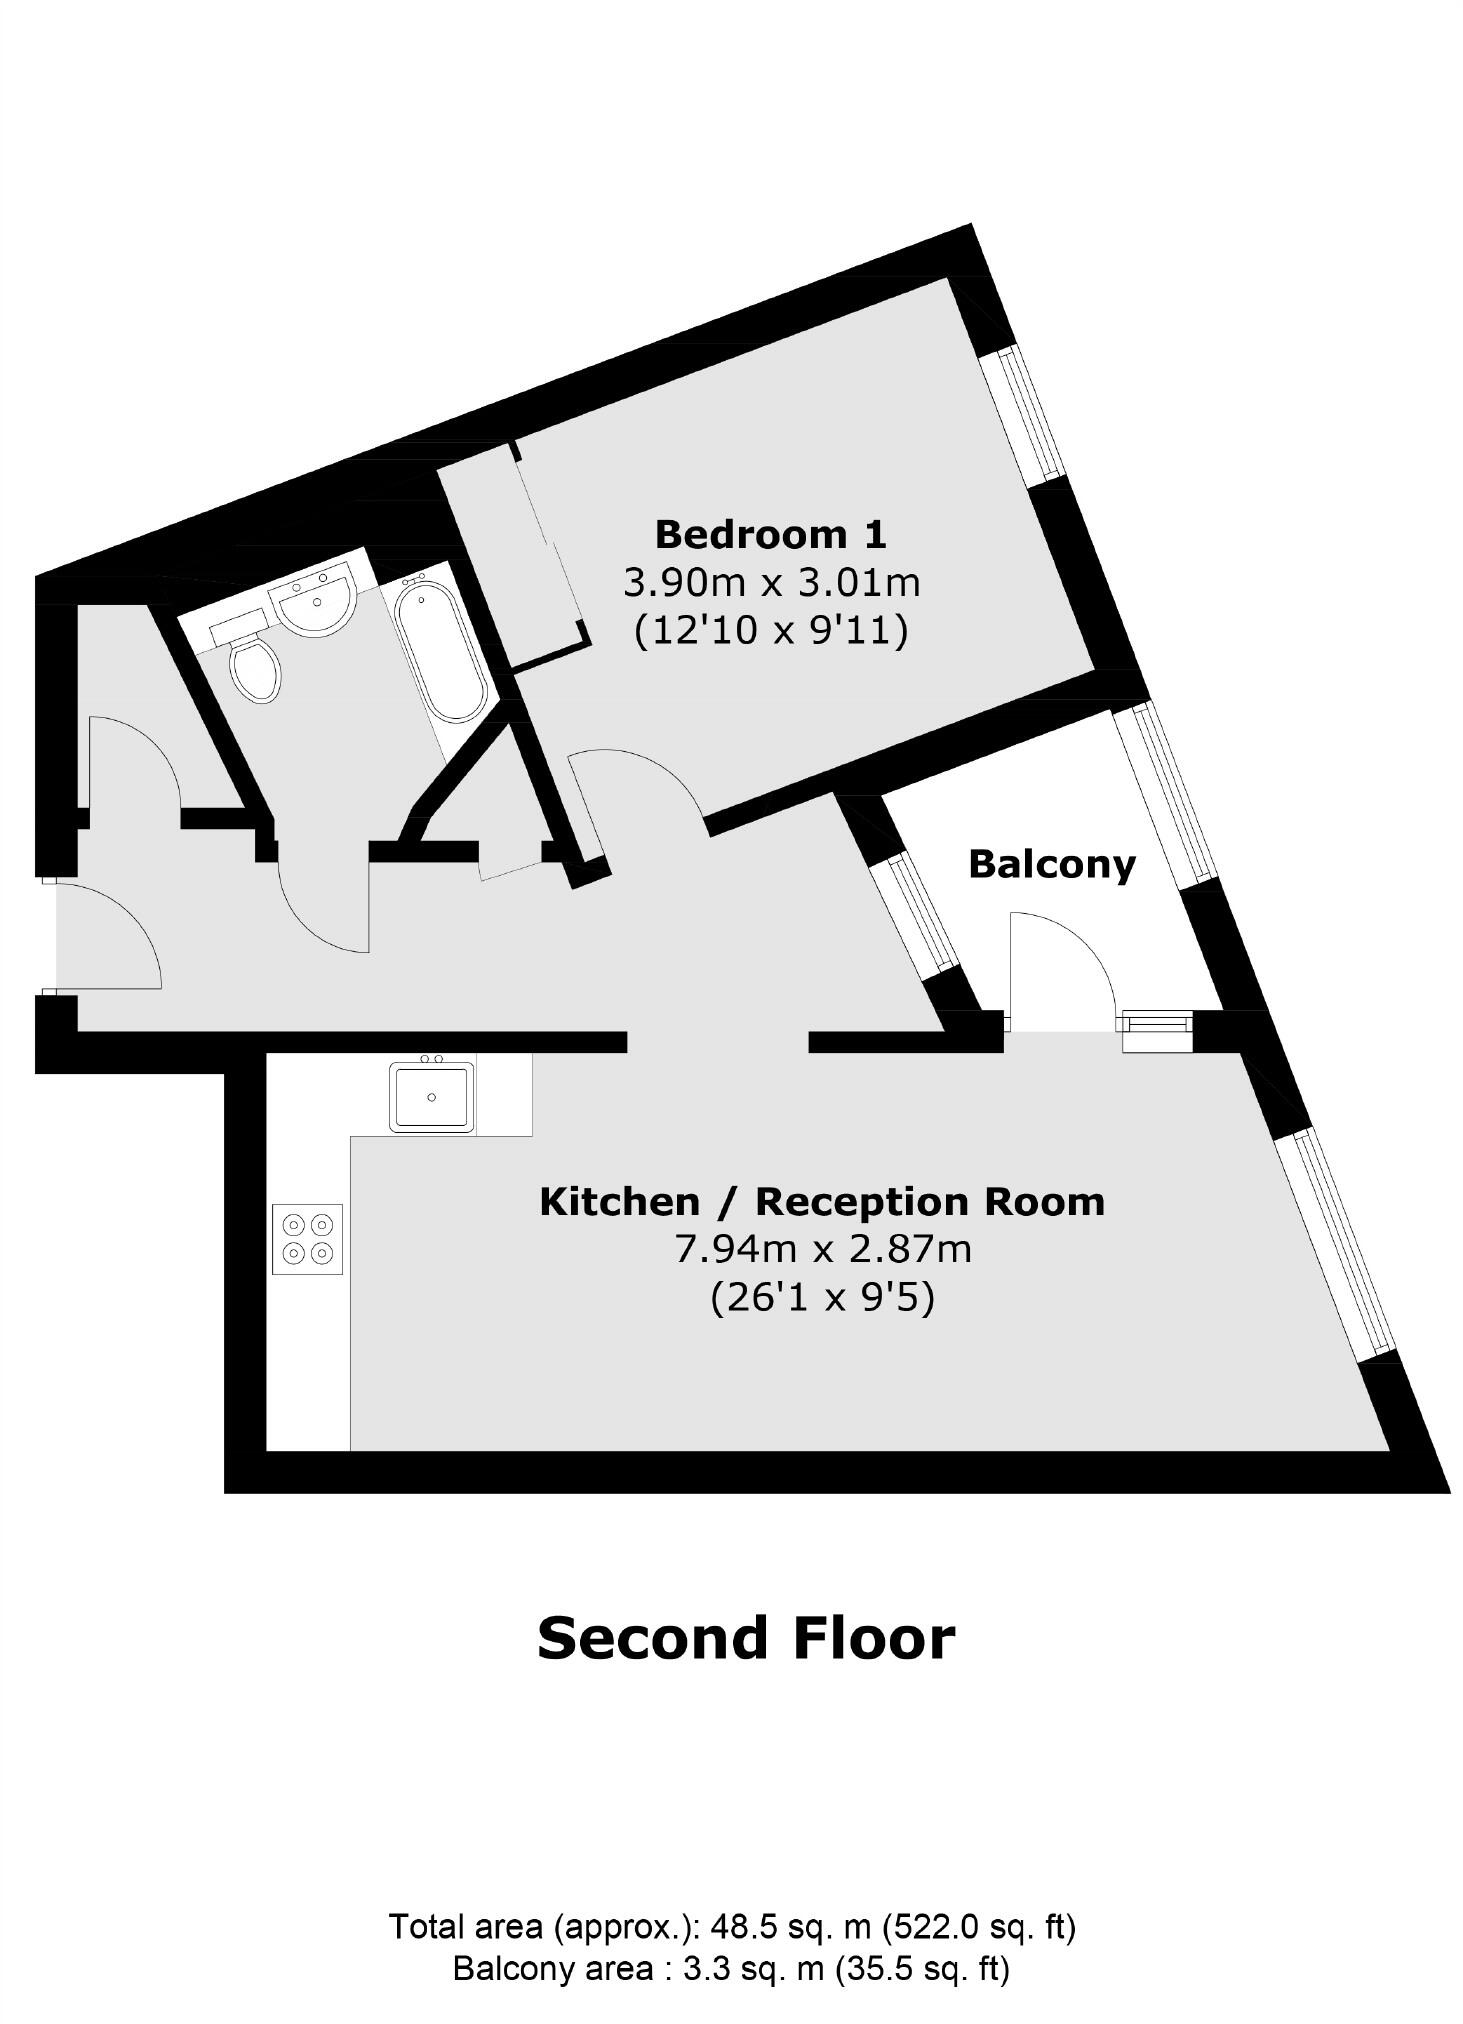 Bedroom 1
3.90m x 3.01m
(12'10 x 9'11)
Balcony
Kitchen / Reception Room
7.94m x 2.87m
(26'1 x 9'5)
Second Floor
Total area (approx.): 48.5 sq. m (522.0 sq. ft)
Balcony area : 3.3 sq. m (35.5 sq. ft)